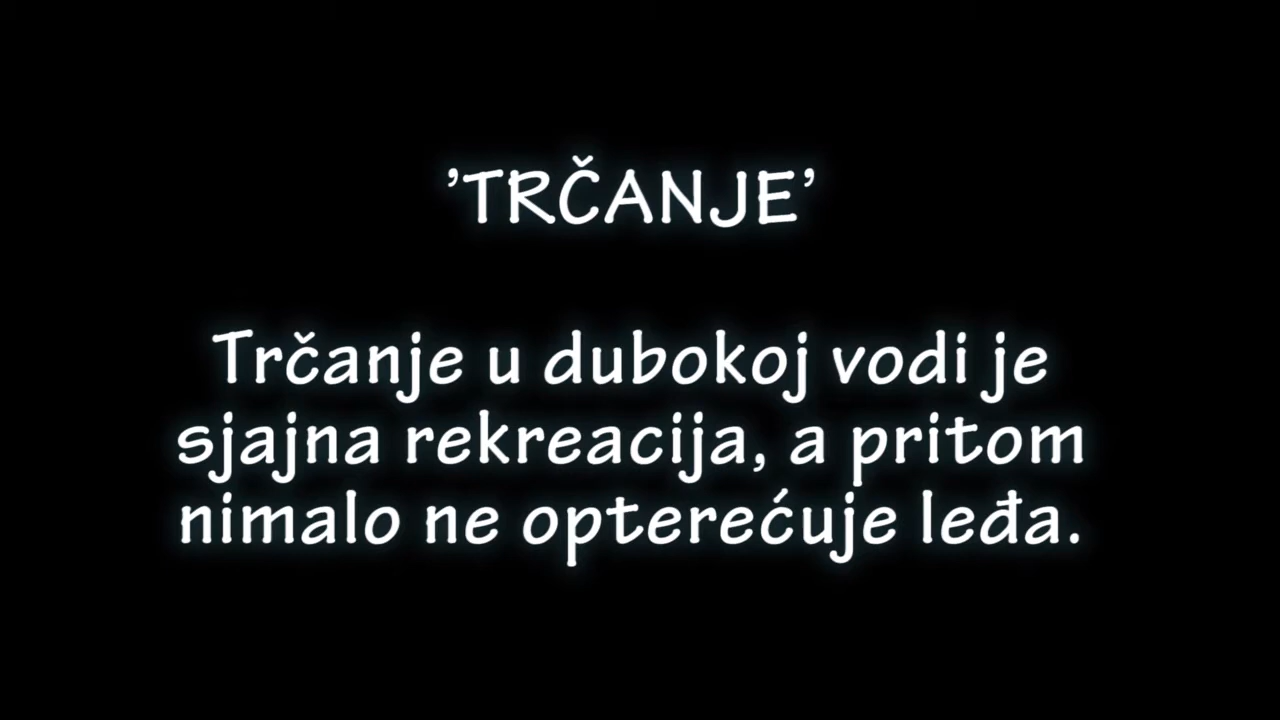 ’TRČANJE’
Trčanje u dubokoj vodi je
sjajna rekreacija, a pritom
nimalo ne opterećuje leđa.